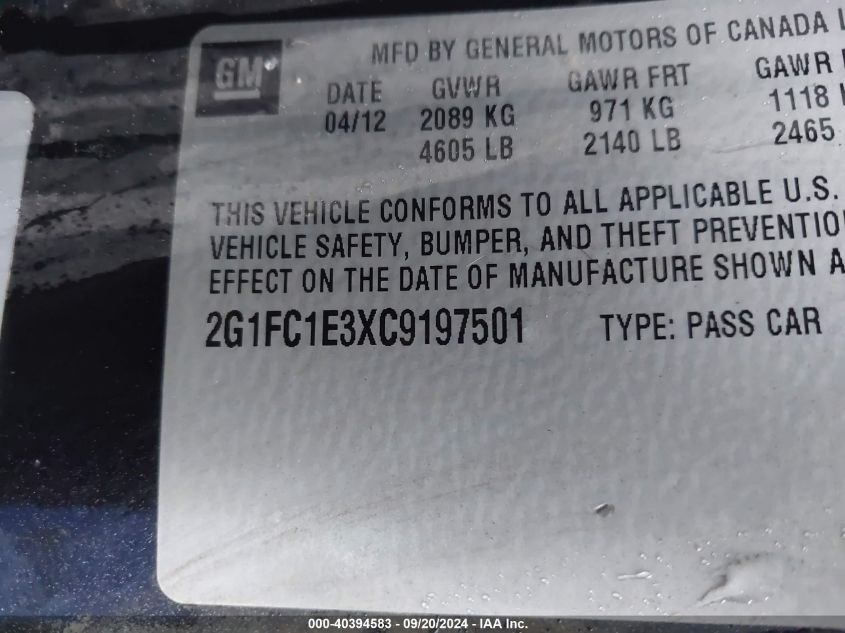 GM
MFD BY GENERAL MOTORS OF CANADA
DATE GVWR GAWR FRT GAWR
04/12 2089 KG 971 KG 1118
4605 LB 2140 LB 2465
THIS VEHICLE CONFORMS TO ALL APPLICABLE U.S.
VEHICLE SAFETY, BUMPER, AND THEFT PREVENTIO
EFFECT ON THE DATE OF MANUFACTURE SHOWN A
2G1FC1E3XC9197501 TYPE: PASS CAR
000-40394583 - 09/20/2024 - IAA Inc.